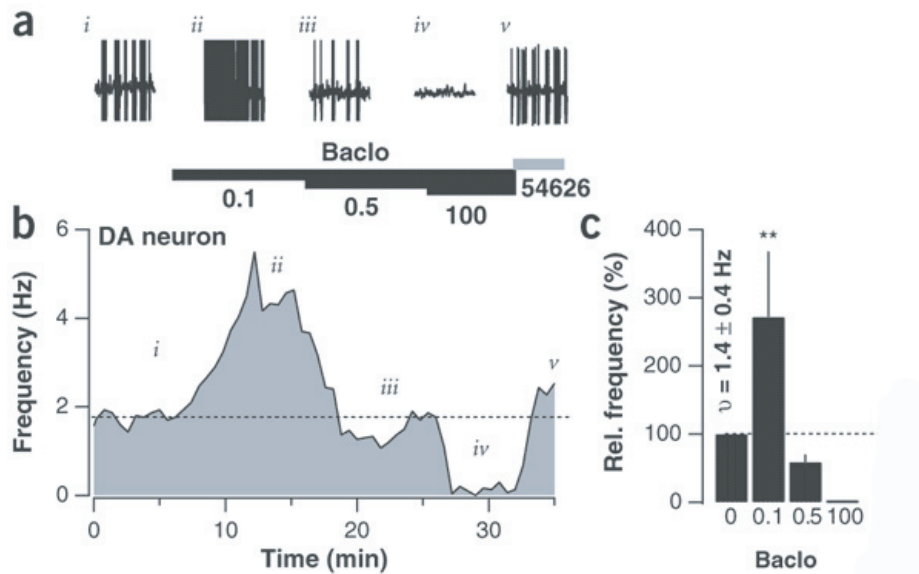 a
i ii iii iv v
Baclo
0.1 0.5 100 54626
b
DA neuron
Frequency (Hz)
6
4
2
0
i ii iii iv v
0 10 20 30
Time (min)
c
Rel. frequency (%)
400
300
200
100
0
υ = 1.4 ± 0.4 Hz
**
0 0.1 0.5 100
Baclo